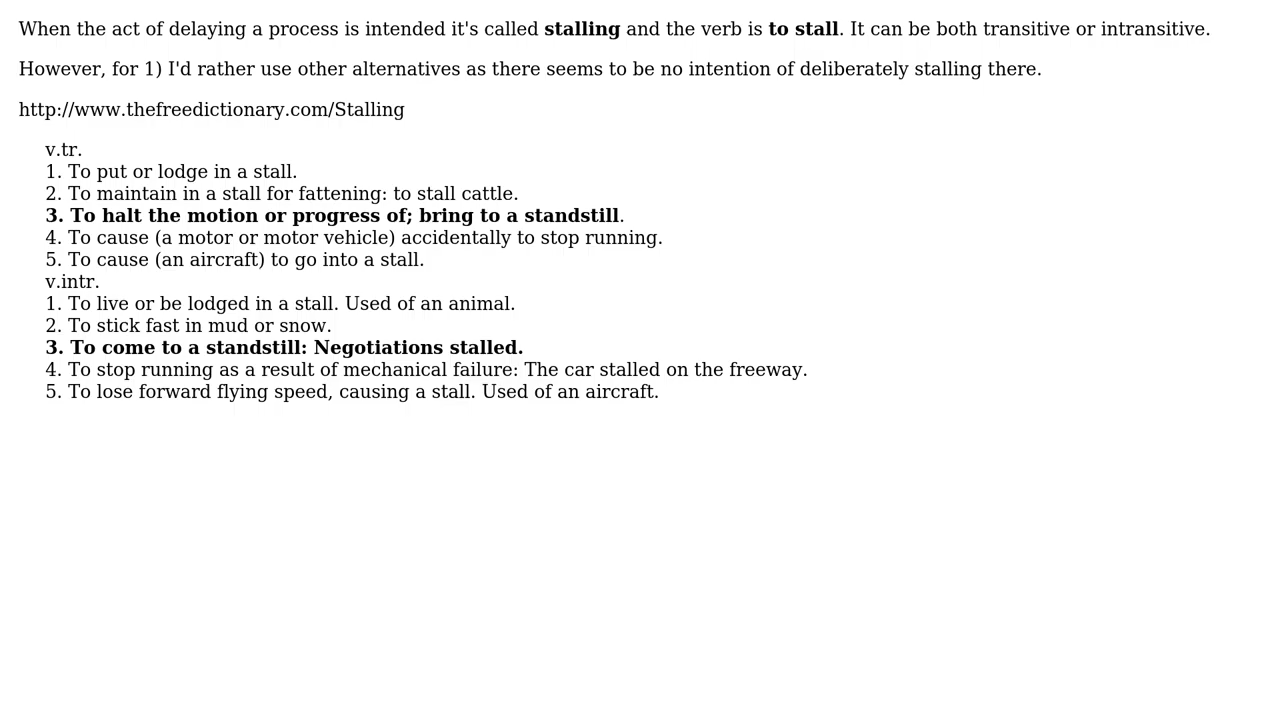 When the act of delaying a process is intended it's called stalling and the verb is to stall. It can be both transitive or intransitive.
However, for 1) I'd rather use other alternatives as there seems to be no intention of deliberately stalling there.
http://www.thefreedictionary.com/Stalling
v.tr.
1. To put or lodge in a stall.
2. To maintain in a stall for fattening: to stall cattle.
3. To halt the motion or progress of; bring to a standstill.
4. To cause (a motor or motor vehicle) accidentally to stop running.
5. To cause (an aircraft) to go into a stall.
v.intr.
1. To live or be lodged in a stall. Used of an animal.
2. To stick fast in mud or snow.
3. To come to a standstill: Negotiations stalled.
4. To stop running as a result of mechanical failure: The car stalled on the freeway.
5. To lose forward flying speed, causing a stall. Used of an aircraft.